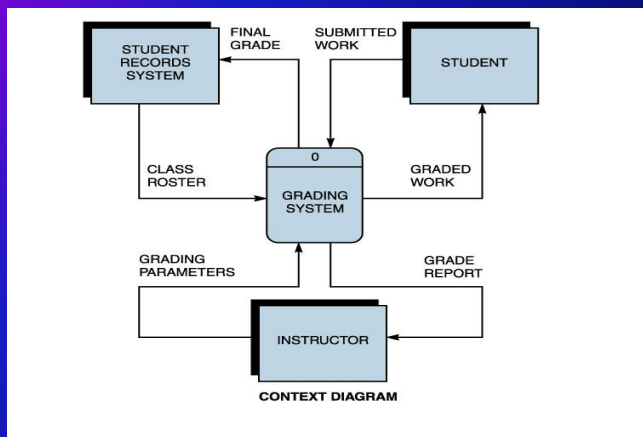 FINAL
GRADE
SUBMITTED
WORK
STUDENT
RECORDS
SYSTEM
STUDENT
0
CLASS
ROSTER
GRADING
SYSTEM
GRADED
WORK
GRADING
PARAMETERS
GRADE
REPORT
INSTRUCTOR
CONTEXT DIAGRAM